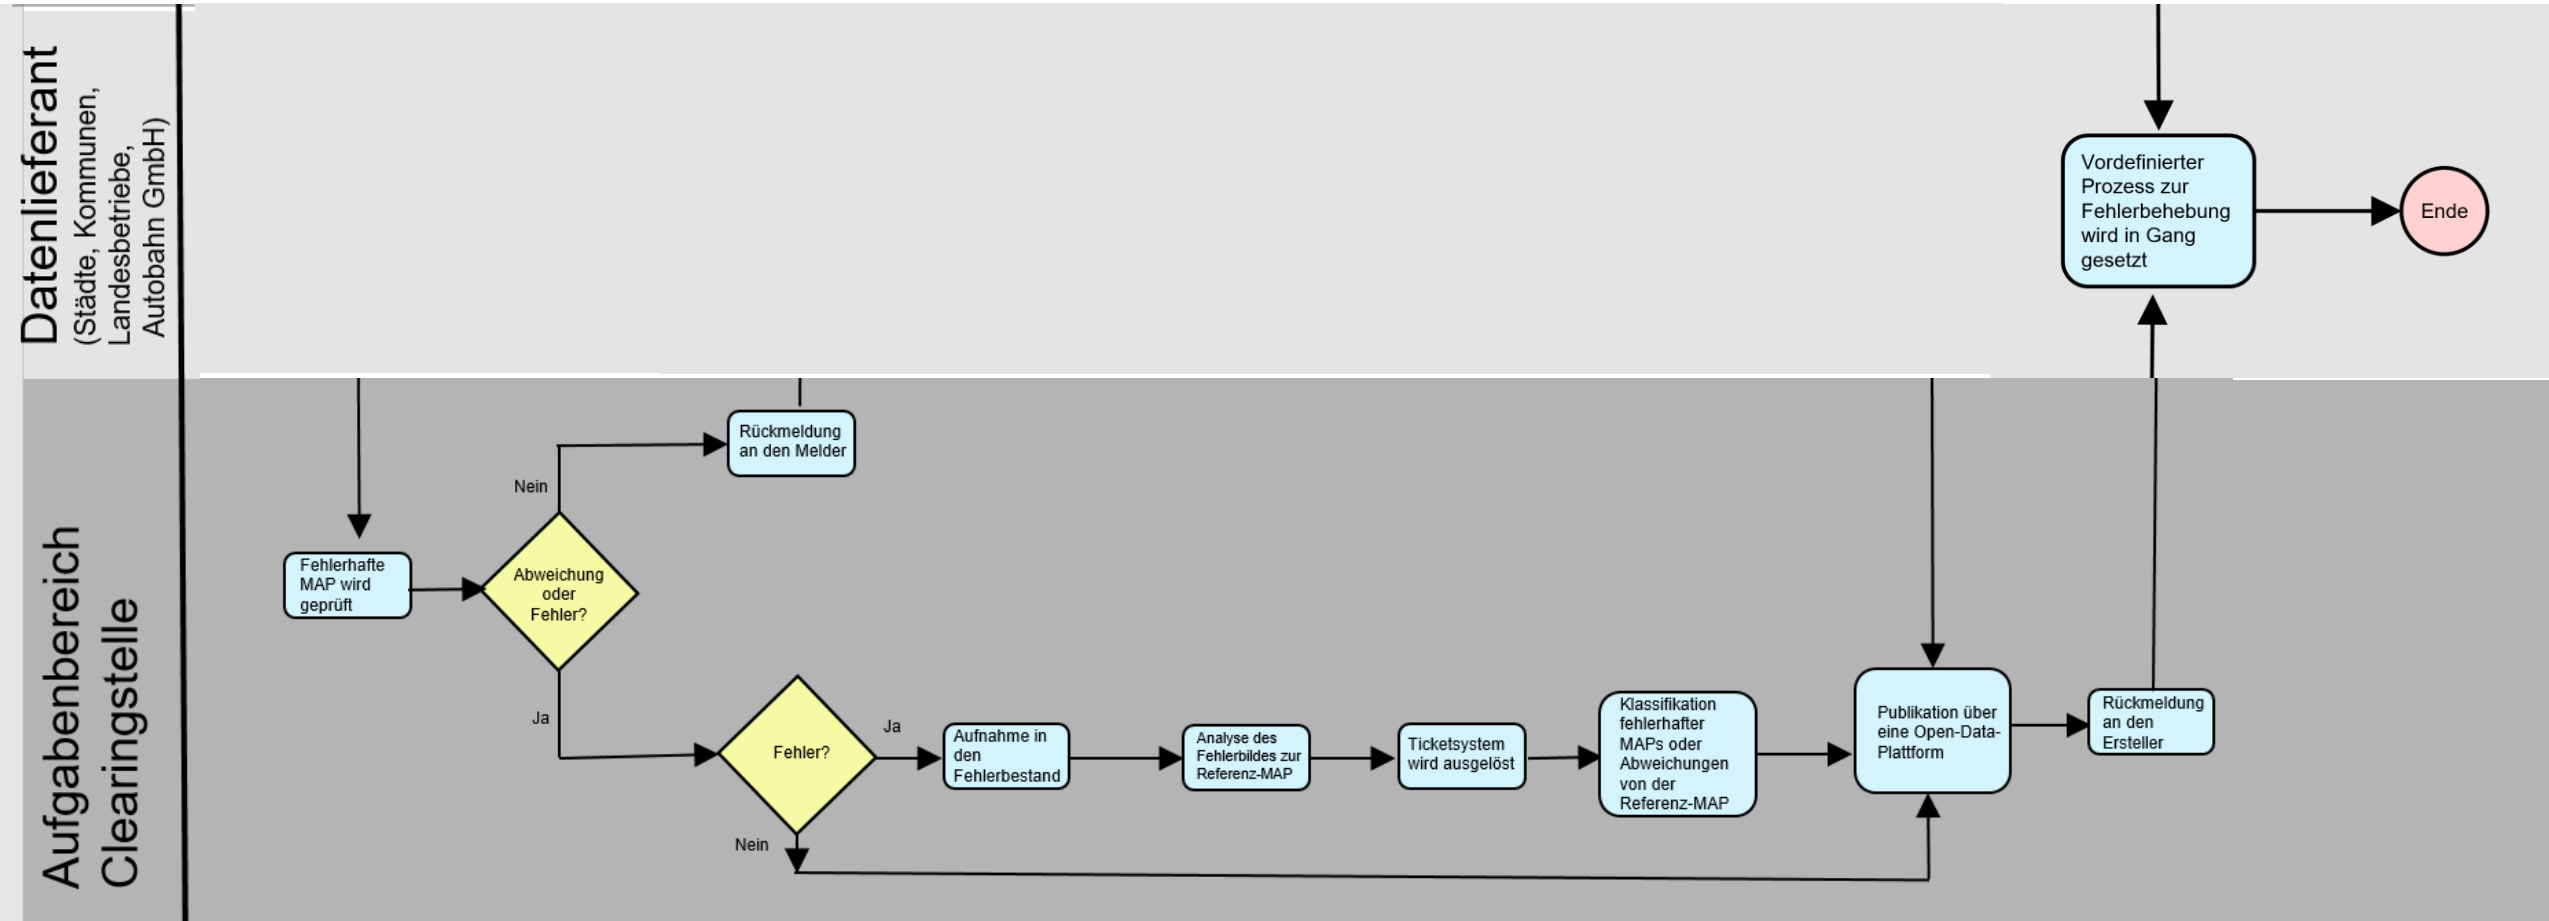 Datenlieferant
(Städte, Kommunen,
Landesbetriebe,
Autobahn GmbH)
Vordefinierter
Prozess zur
Fehlerbehebung
wird in Gang
gesetzt
Ende
Aufgabenbereich
Clearingstelle
Rückmeldung
an den Melder
Nein
Fehlerhafte
MAP wird
geprüft
Abweichung
oder
Fehler?
Ja
Fehler?
Ja
Nein
Aufnahme in
den
Fehlerbestand
Analyse des
Fehlerbildes zur
Referenz-MAP
Ticketsystem
wird ausgelöst
Klassifikation
fehlerhafter
MAPs oder
Abweichungen
von der
Referenz-MAP
Publikation über
eine Open-Data-
Plattform
Rückmeldung
an den
Ersteller